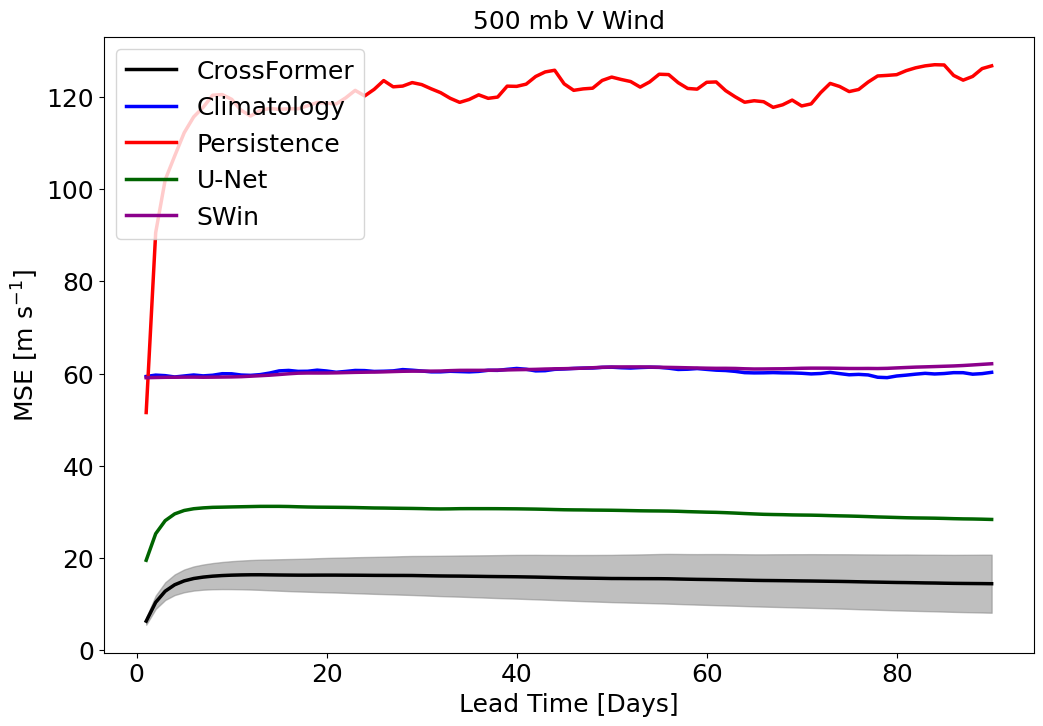 500 mb V Wind
CrossFormer
Climatology
Persistence
U-Net
SWin
MSE [m s⁻¹]
120
100
80
60
40
20
0
0 20 40 60 80
Lead Time [Days]